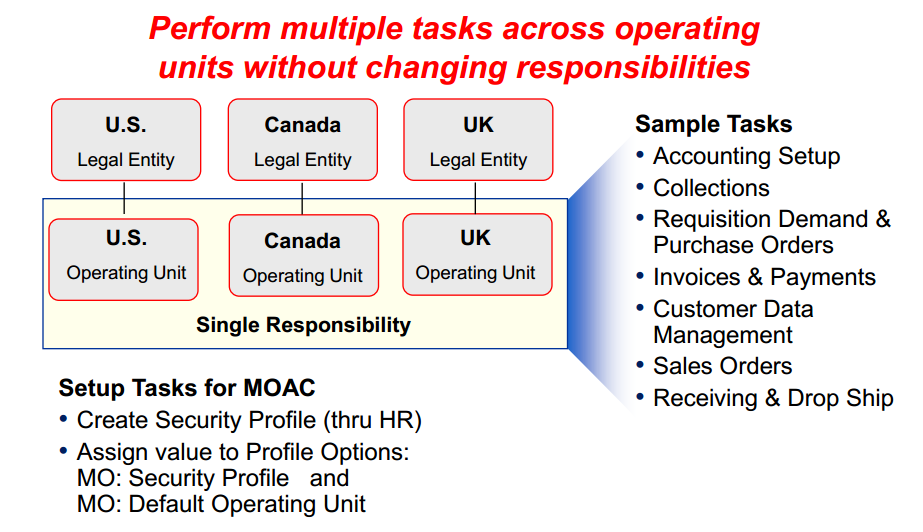 Perform multiple tasks across operating
units without changing responsibilities
U.S.
Legal Entity
Canada
Legal Entity
UK
Legal Entity
U.S.
Operating Unit
Canada
Operating Unit
UK
Operating Unit
Single Responsibility
Sample Tasks
• Accounting Setup
• Collections
• Requisition Demand &
Purchase Orders
• Invoices & Payments
• Customer Data
Management
• Sales Orders
• Receiving & Drop Ship
Setup Tasks for MOAC
• Create Security Profile (thru HR)
• Assign value to Profile Options:
MO: Security Profile and
MO: Default Operating Unit